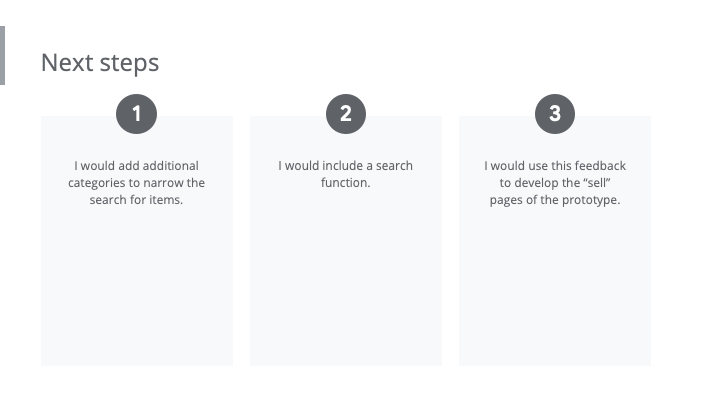 Next steps
1
I would add additional
categories to narrow the
search for items.
2
I would include a search
function.
3
I would use this feedback
to develop the “sell”
pages of the prototype.